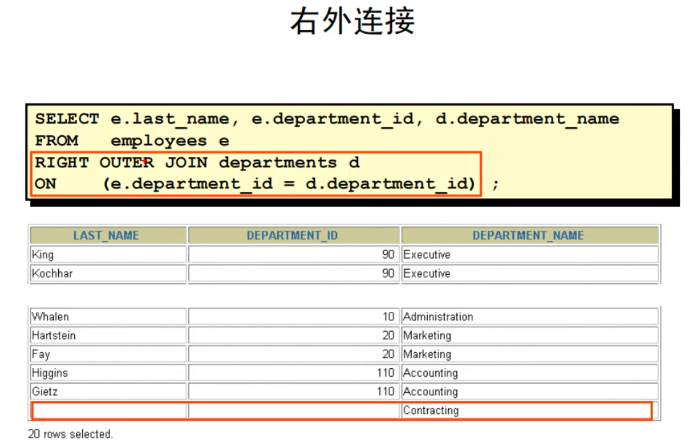 右外连接
SELECT e.last_name, e.department_id, d.department_name
FROM employees e
RIGHT OUTER JOIN departments d
ON (e.department_id = d.department_id) ;
LAST_NAME DEPARTMENT_ID DEPARTMENT_NAME
King 90 Executive
Kochhar 90 Executive
Whalen 10 Administration
Hartstein 20 Marketing
Fay 20 Marketing
Higgins 110 Accounting
Gietz 110 Accounting
Contracting
20 rows selected.